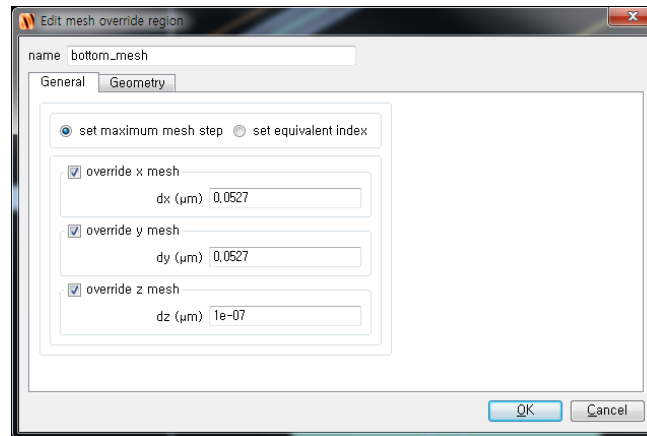 Edit mesh override region
name bottom_mesh
General Geometry
set maximum mesh step set equivalent index
override x mesh
dx (μm) 0.0527
override y mesh
dy (μm) 0.0527
override z mesh
dz (μm) 1e-07
OK Cancel